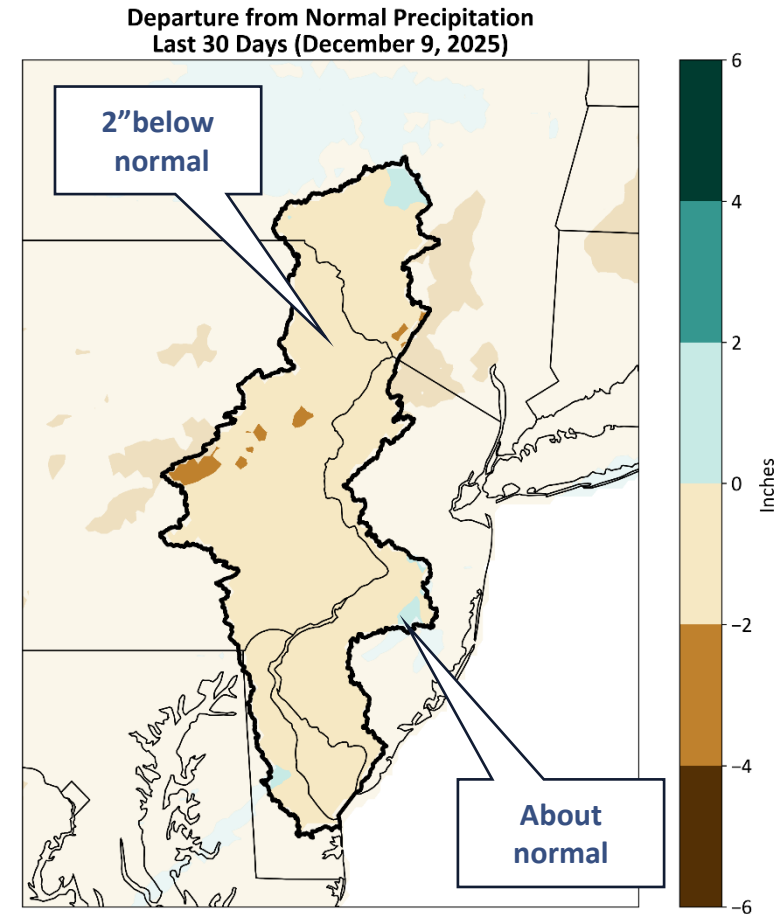 Departure from Normal Precipitation
Last 30 Days (December 9, 2025)
2”below
normal
About
normal
6
4
2
0
−2
−4
−6
Inches